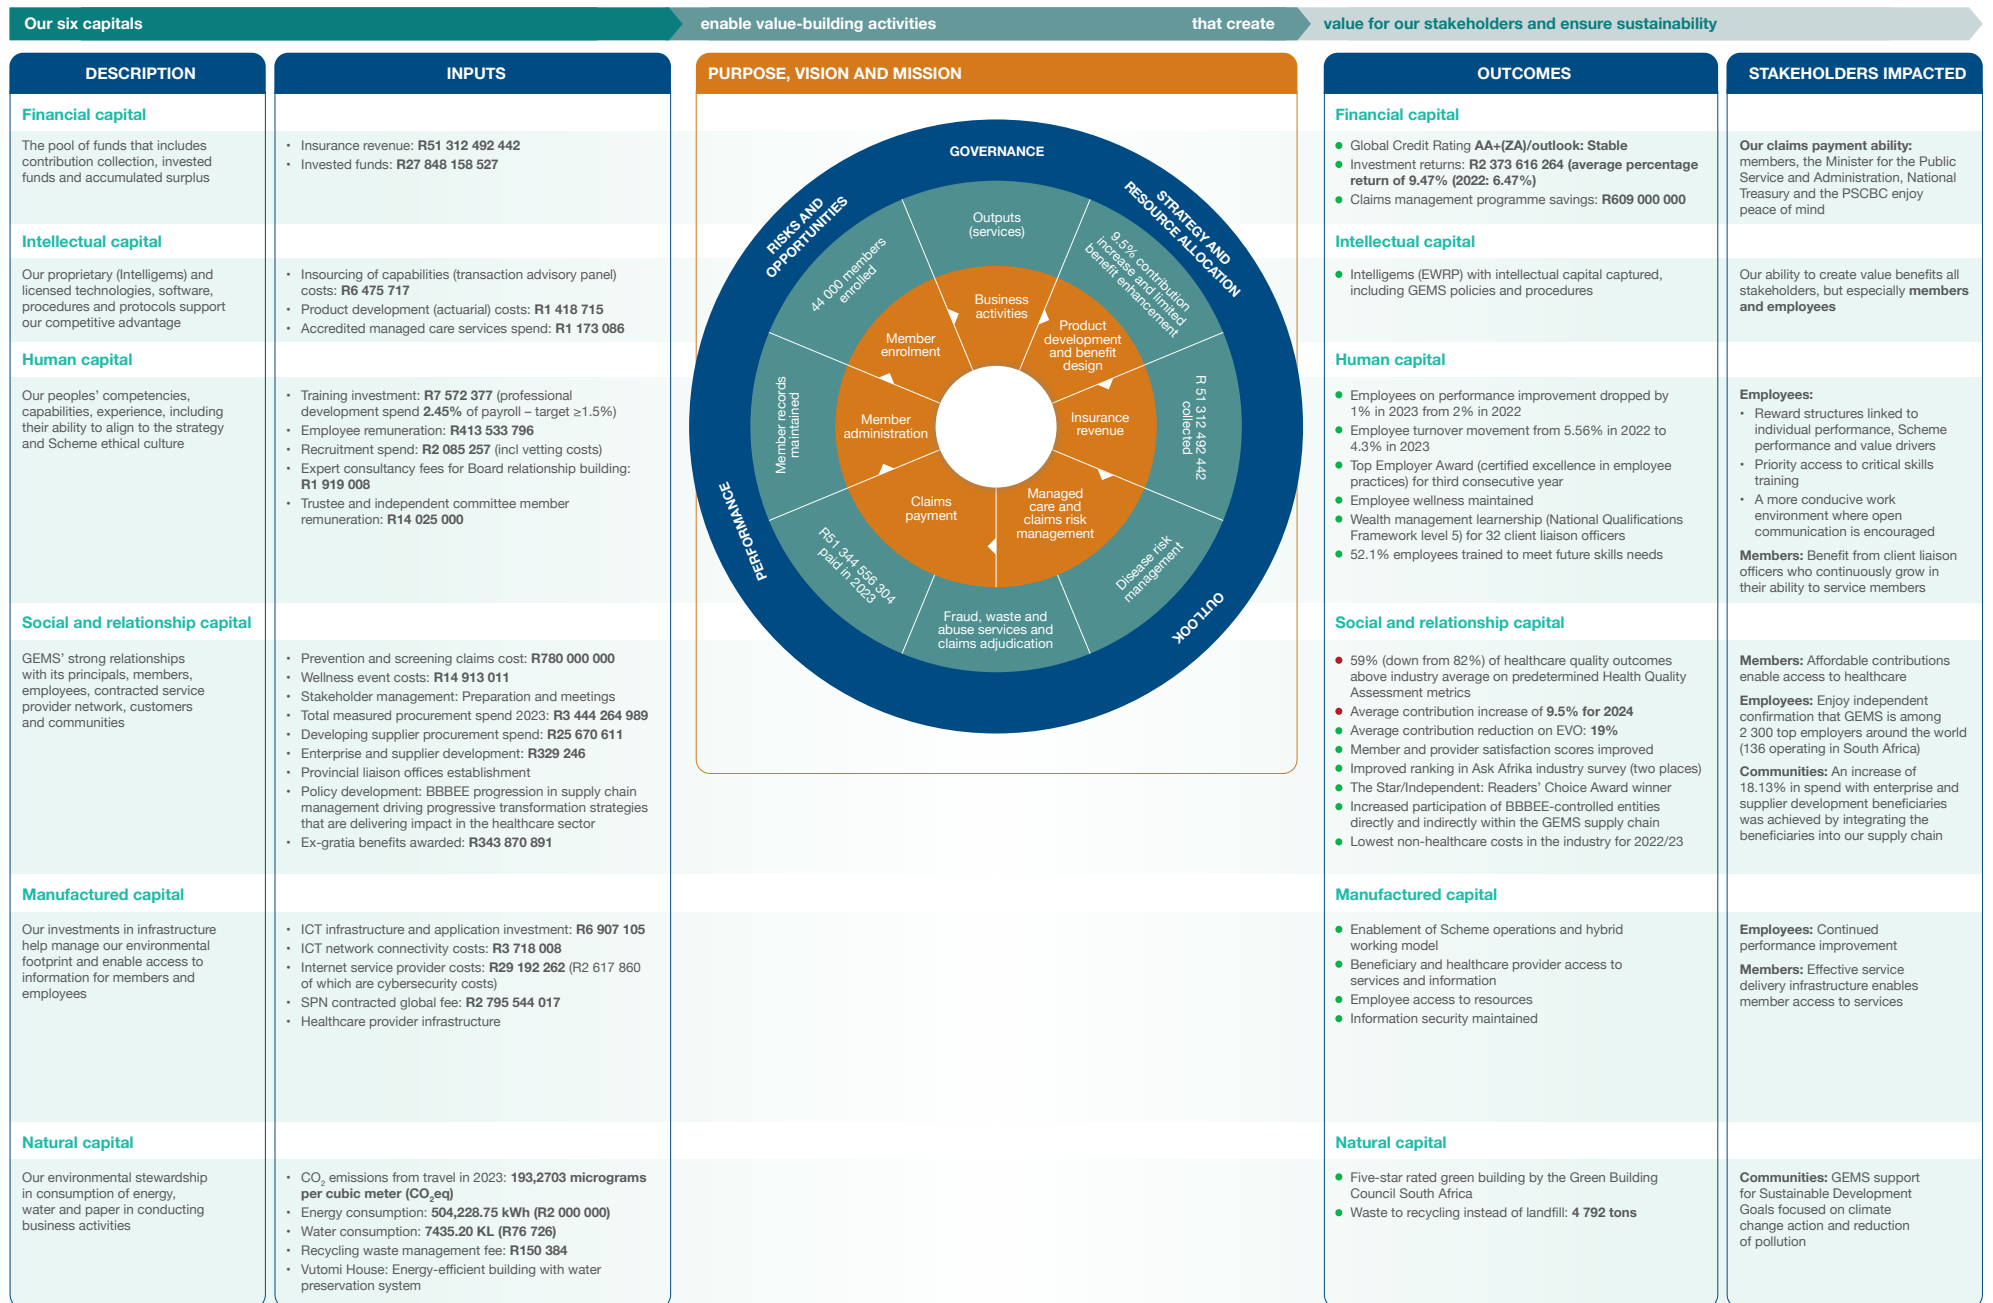 Our six capitals
enable value-building activities
that create
value for our stakeholders and ensure sustainability
DESCRIPTION
INPUTS
PURPOSE, VISION AND MISSION
OUTCOMES
STAKEHOLDERS IMPACTED
Financial capital
The pool of funds that includes
contribution collection, invested
funds and accumulated surplus
• Insurance revenue: R51 312 492 442
• Invested funds: R27 848 158 527
Intellectual capital
Our proprietary (Intelligems) and
licensed technologies, software,
procedures and protocols support
our competitive advantage
• Insourcing of capabilities (transaction advisory panel)
costs: R6 475 717
• Product development (actuarial) costs: R1 418 715
• Accredited managed care services spend: R1 173 086
Human capital
Our peoples’ competencies,
capabilities, experience, including
their ability to align to the strategy
and Scheme ethical culture
• Training investment: R7 572 377 (professional
development spend 2.45% of payroll – target ≥1.5%)
• Employee remuneration: R413 533 796
• Recruitment spend: R2 085 257 (incl vetting costs)
• Expert consultancy fees for Board relationship building:
R1 919 008
• Trustee and independent committee member
remuneration: R14 025 000
Social and relationship capital
GEMS’ strong relationships
with its principals, members,
employees, contracted service
provider network, customers
and communities
• Prevention and screening claims cost: R780 000 000
• Wellness event costs: R14 913 011
• Stakeholder management: Preparation and meetings
• Total measured procurement spend 2023: R3 444 264 989
• Developing supplier procurement spend: R25 670 611
• Enterprise and supplier development: R329 246
• Provincial liaison offices establishment
• Policy development: BBBEE progression in supply chain
management driving progressive transformation strategies
that are delivering impact in the healthcare sector
• Ex-gratia benefits awarded: R343 870 891
Manufactured capital
Our investments in infrastructure
help manage our environmental
footprint and enable access to
information for members and
employees
• ICT infrastructure and application investment: R6 907 105
• ICT network connectivity costs: R3 718 008
• Internet service provider costs: R29 192 262 (R2 617 860
of which are cybersecurity costs)
• SPN contracted global fee: R2 795 544 017
• Healthcare provider infrastructure
Natural capital
Our environmental stewardship
in consumption of energy,
water and paper in conducting
business activities
• CO₂ emissions from travel in 2023: 193,2703 micrograms
per cubic meter (CO₂eq)
• Energy consumption: 504,228.75 kWh (R2 000 000)
• Water consumption: 7435.20 KL (R76 726)
• Recycling waste management fee: R150 384
• Vutomi House: Energy-efficient building with water
preservation system
GOVERNANCE
STRATEGY AND
RESOURCE ALLOCATION
OUTLOOK
PERFORMANCE
RISKS AND
OPPORTUNITIES
Outputs
(services)
9.5% contribution
increase and limited
benefit enhancement
R 51 312 492 442
collected
Disease risk
management
Fraud, waste and
abuse services and
claims adjudication
R51 344 556 304
paid in 2023
Member records
maintained
44 000 members
enrolled
Business
activities
Product
development
and benefit
design
Insurance
revenue
Managed
care and
claims risk
management
Claims
payment
Member
administration
Member
enrolment
Financial capital
• Global Credit Rating AA+(ZA)/outlook: Stable
• Investment returns: R2 373 616 264 (average percentage
return of 9.47% (2022: 6.47%)
• Claims management programme savings: R609 000 000
Our claims payment ability:
members, the Minister for the Public
Service and Administration, National
Treasury and the PSCBC enjoy
peace of mind
Intellectual capital
• Intelligems (EWRP) with intellectual capital captured,
including GEMS policies and procedures
Our ability to create value benefits all
stakeholders, but especially members
and employees
Human capital
• Employees on performance improvement dropped by
1% in 2023 from 2% in 2022
• Employee turnover movement from 5.56% in 2022 to
4.3% in 2023
• Top Employer Award (certified excellence in employee
practices) for third consecutive year
• Employee wellness maintained
• Wealth management learnership (National Qualifications
Framework level 5) for 32 client liaison officers
• 52.1% employees trained to meet future skills needs
Employees:
• Reward structures linked to
individual performance, Scheme
performance and value drivers
• Priority access to critical skills
training
• A more conducive work
environment where open
communication is encouraged
Members: Benefit from client liaison
officers who continuously grow in
their ability to service members
Social and relationship capital
• 59% (down from 82%) of healthcare quality outcomes
above industry average on predetermined Health Quality
Assessment metrics
• Average contribution increase of 9.5% for 2024
• Average contribution reduction on EVO: 19%
• Member and provider satisfaction scores improved
• Improved ranking in Ask Afrika industry survey (two places)
• The Star/Independent: Readers’ Choice Award winner
• Increased participation of BBBEE-controlled entities
directly and indirectly within the GEMS supply chain
• Lowest non-healthcare costs in the industry for 2022/23
Members: Affordable contributions
enable access to healthcare
Employees: Enjoy independent
confirmation that GEMS is among
2 300 top employers around the world
(136 operating in South Africa)
Communities: An increase of
18.13% in spend with enterprise and
supplier development beneficiaries
was achieved by integrating the
beneficiaries into our supply chain
Manufactured capital
• Enablement of Scheme operations and hybrid
working model
• Beneficiary and healthcare provider access to
services and information
• Employee access to resources
• Information security maintained
Employees: Continued
performance improvement
Members: Effective service
delivery infrastructure enables
member access to services
Natural capital
• Five-star rated green building by the Green Building
Council South Africa
• Waste to recycling instead of landfill: 4 792 tons
Communities: GEMS support
for Sustainable Development
Goals focused on climate
change action and reduction
of pollution